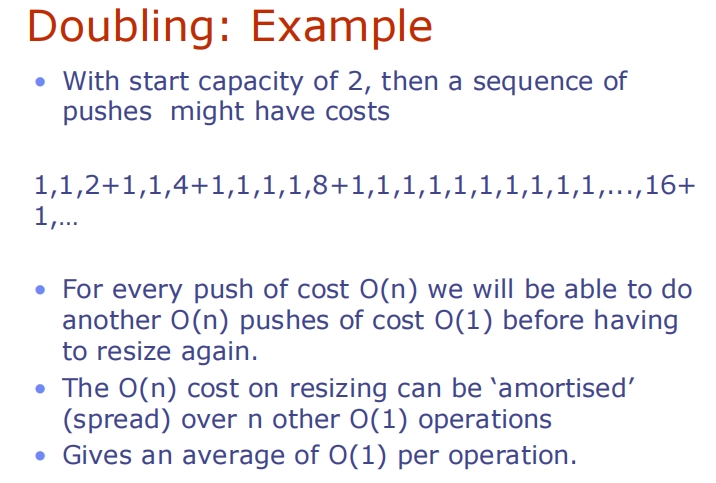 Doubling: Example
• With start capacity of 2, then a sequence of
pushes might have costs
1,1,2+1,1,4+1,1,1,1,8+1,1,1,1,1,1,1,1,1,1,...,16+
1,…
• For every push of cost O(n) we will be able to do
another O(n) pushes of cost O(1) before having
to resize again.
• The O(n) cost on resizing can be ‘amortised’
(spread) over n other O(1) operations
• Gives an average of O(1) per operation.